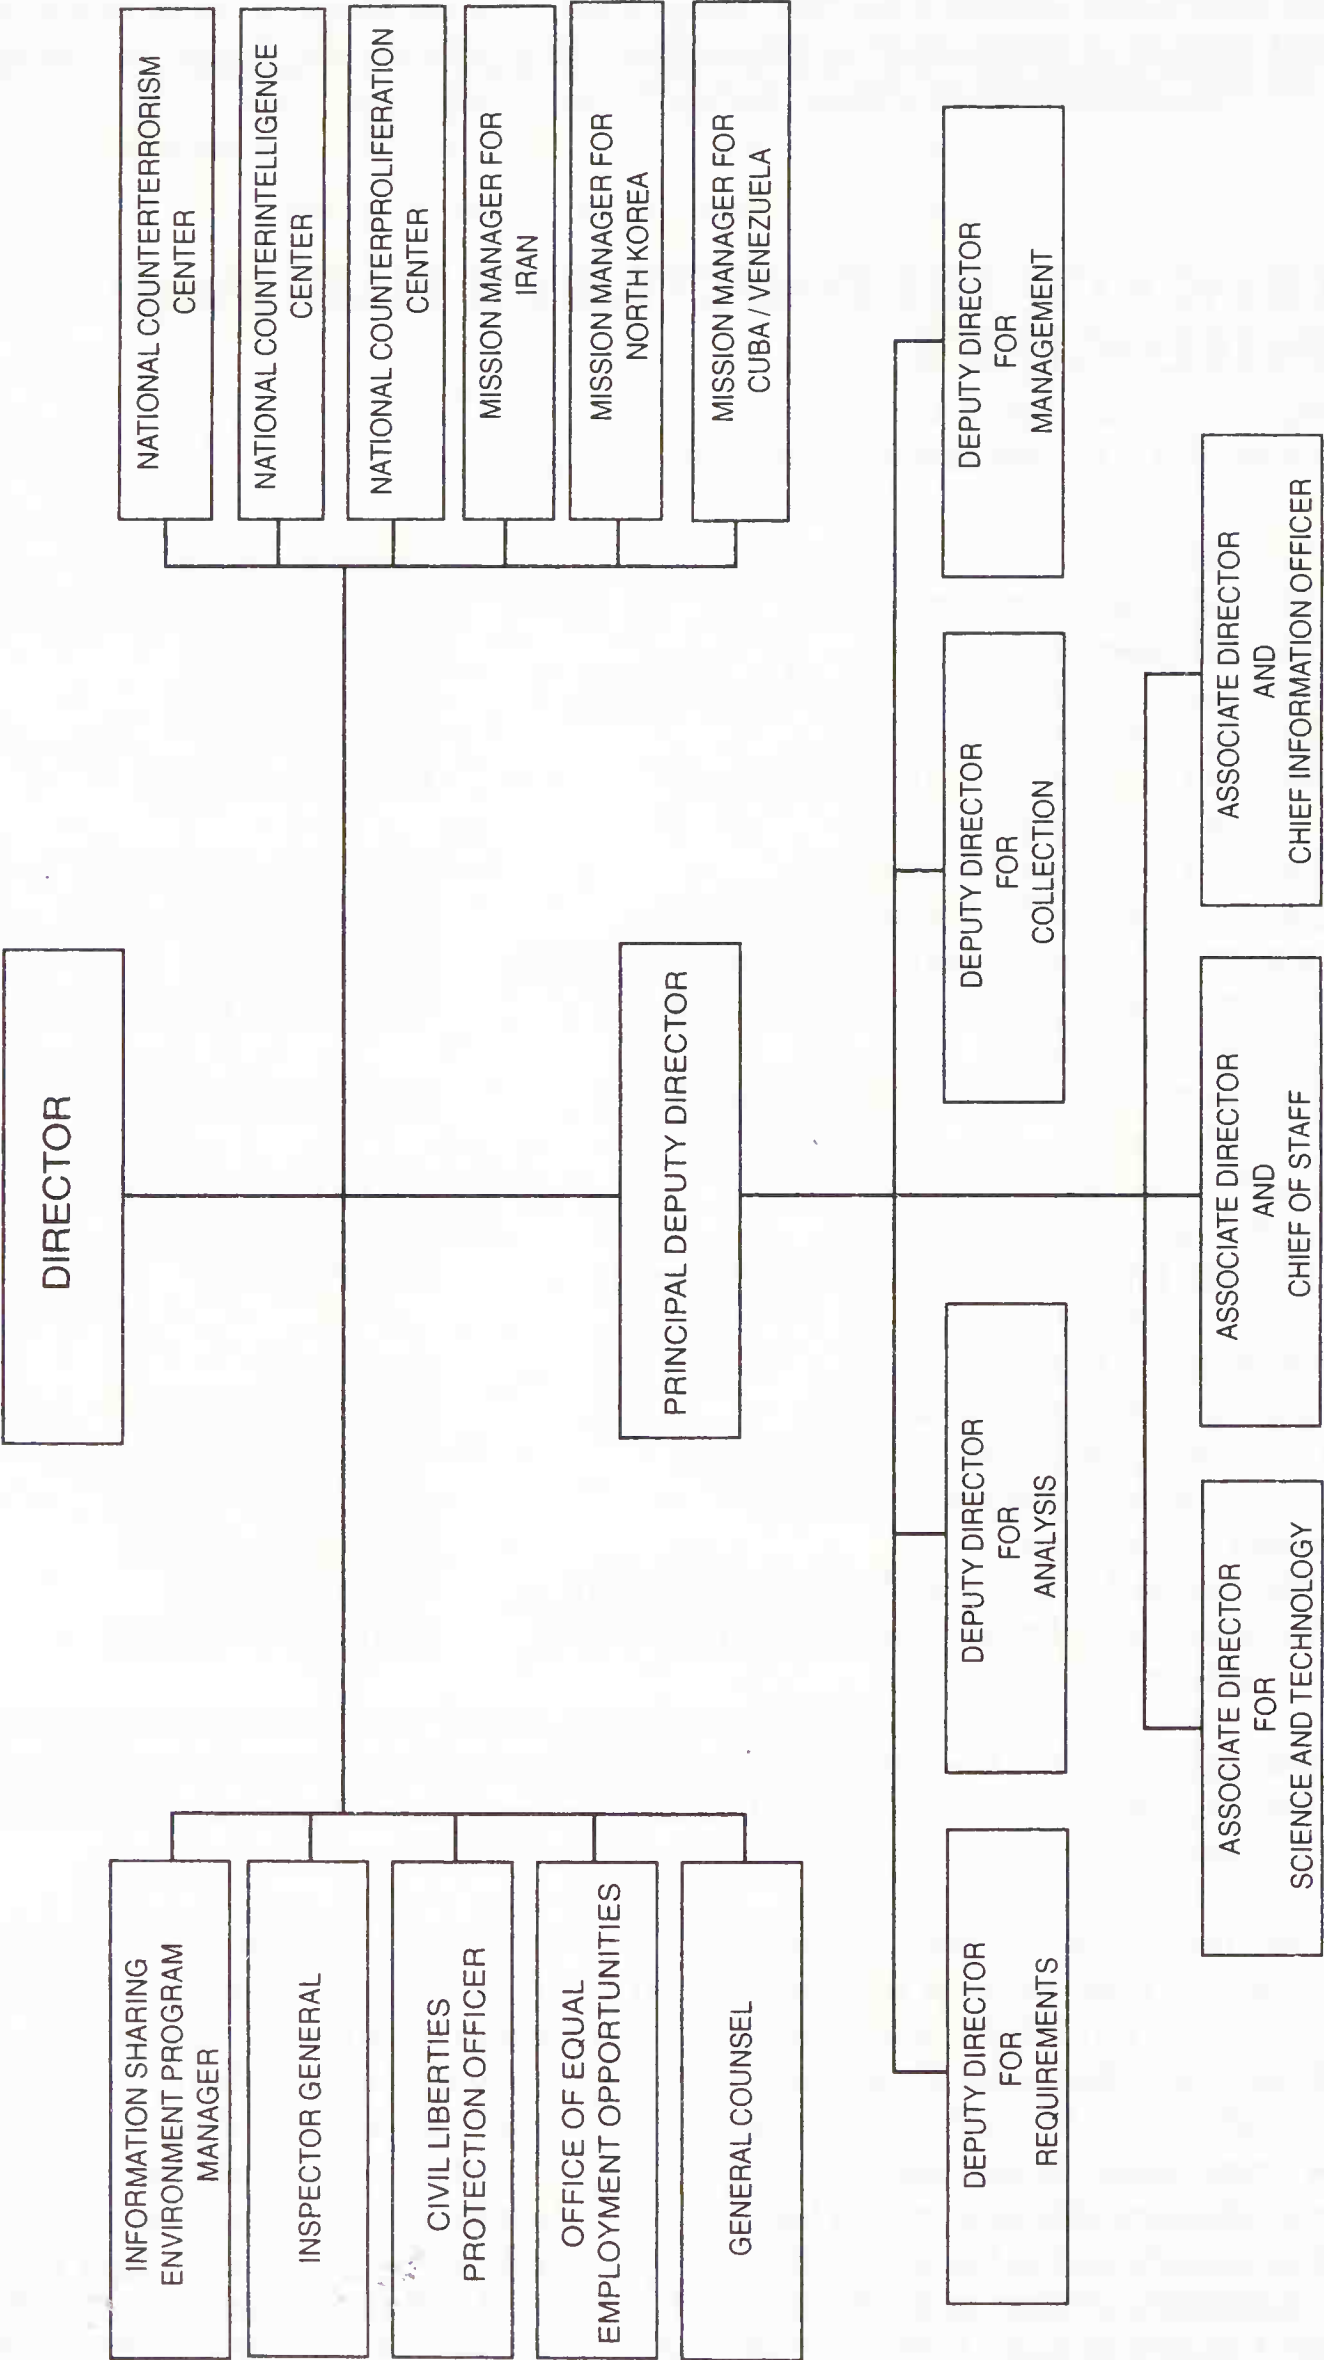 DIRECTOR
INFORMATION SHARING
ENVIRONMENT PROGRAM
MANAGER
INSPECTOR GENERAL
CIVIL LIBERTIES
PROTECTION OFFICER
OFFICE OF EQUAL
EMPLOYMENT OPPORTUNITIES
GENERAL COUNSEL
NATIONAL COUNTERTERRORISM
CENTER
NATIONAL COUNTERINTELLIGENCE
CENTER
NATIONAL COUNTERPROLIFERATION
CENTER
MISSION MANAGER FOR
IRAN
MISSION MANAGER FOR
NORTH KOREA
MISSION MANAGER FOR
CUBA / VENEZUELA
PRINCIPAL DEPUTY DIRECTOR
DEPUTY DIRECTOR
FOR
REQUIREMENTS
DEPUTY DIRECTOR
FOR
ANALYSIS
DEPUTY DIRECTOR
FOR
COLLECTION
DEPUTY DIRECTOR
FOR
MANAGEMENT
ASSOCIATE DIRECTOR
FOR
SCIENCE AND TECHNOLOGY
ASSOCIATE DIRECTOR
AND
CHIEF OF STAFF
ASSOCIATE DIRECTOR
AND
CHIEF INFORMATION OFFICER